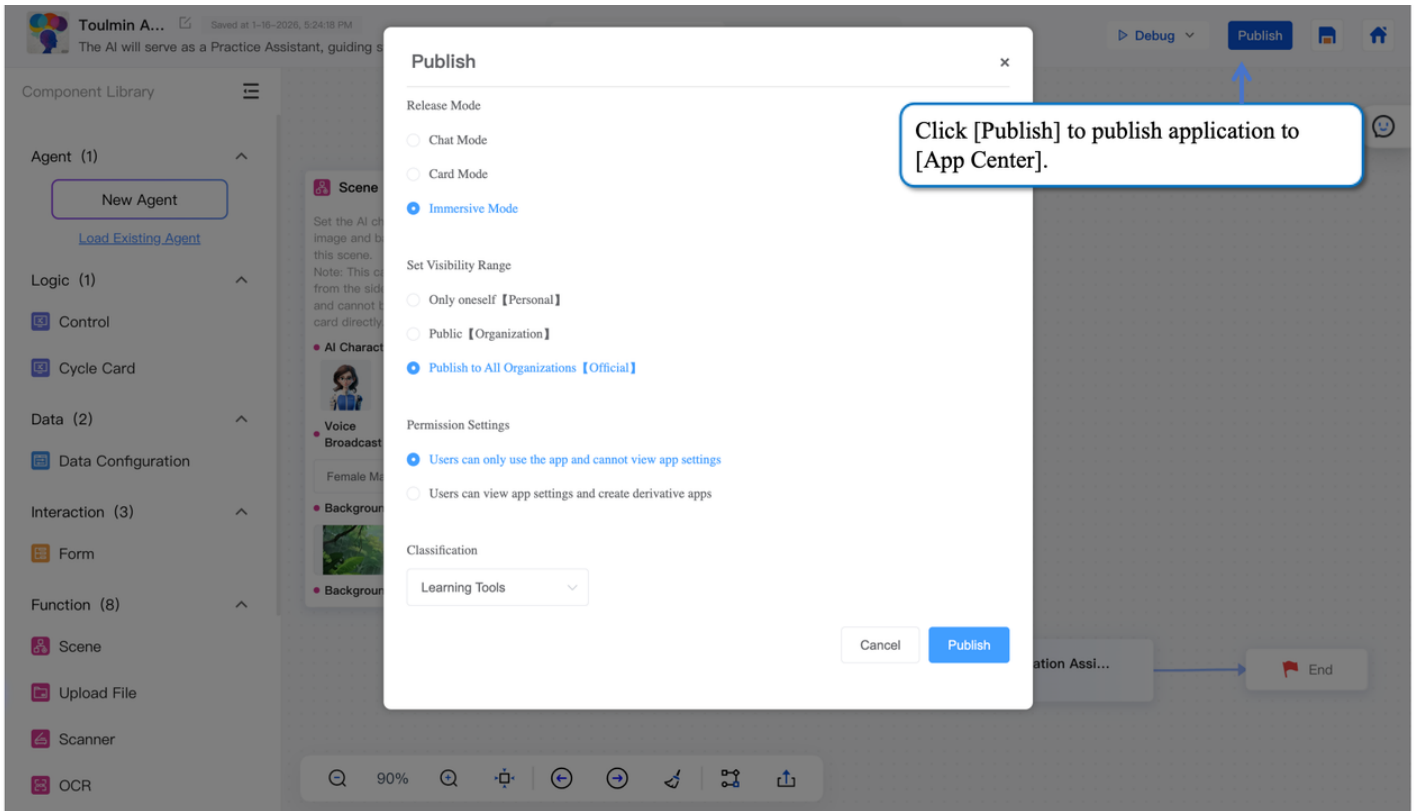 Toulmin A...
Saved at 1-16-2026, 5:24:18 PM
The AI will serve as a Practice Assistant, guiding s
Debug
Publish
Component Library
Agent (1)
New Agent
Load Existing Agent
Logic (1)
Control
Cycle Card
Data (2)
Data Configuration
Interaction (3)
Form
Function (8)
Scene
Upload File
Scanner
OCR
Scene
Set the AI ch
image and b
this scene.
Note: This ca
from the side
and cannot b
card directly
AI Charact
Voice
Broadcast
Female Ma
Backgroun
Backgroun
Publish
×
Release Mode
Chat Mode
Card Mode
Immersive Mode
Set Visibility Range
Only oneself【Personal】
Public【Organization】
Publish to All Organizations【Official】
Permission Settings
Users can only use the app and cannot view app settings
Users can view app settings and create derivative apps
Classification
Learning Tools
Cancel
Publish
Click [Publish] to publish application to
[App Center].
ation Assi...
End
90%